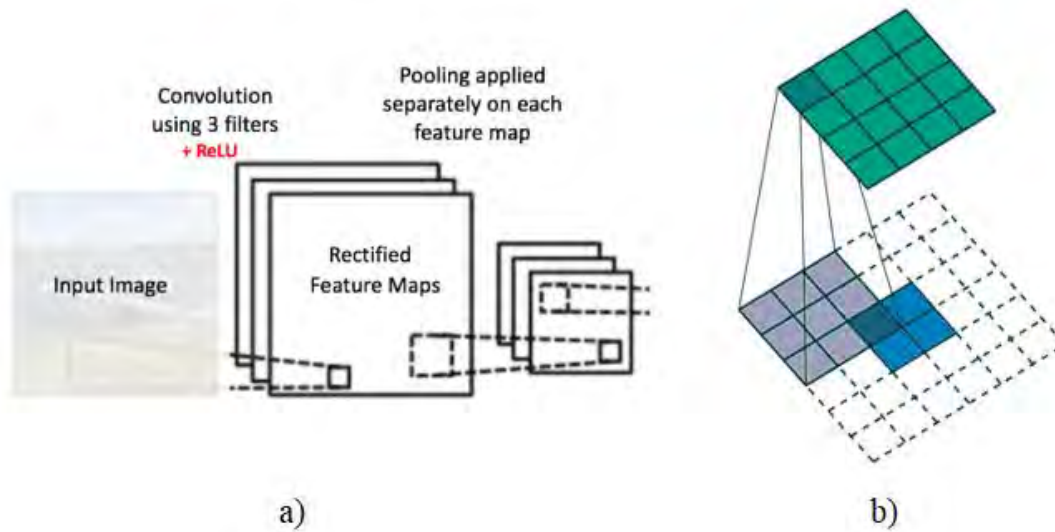 Convolution
using 3 filters
+ ReLU
Pooling applied
separately on each
feature map
Input Image
Rectified
Feature Maps
a)
b)